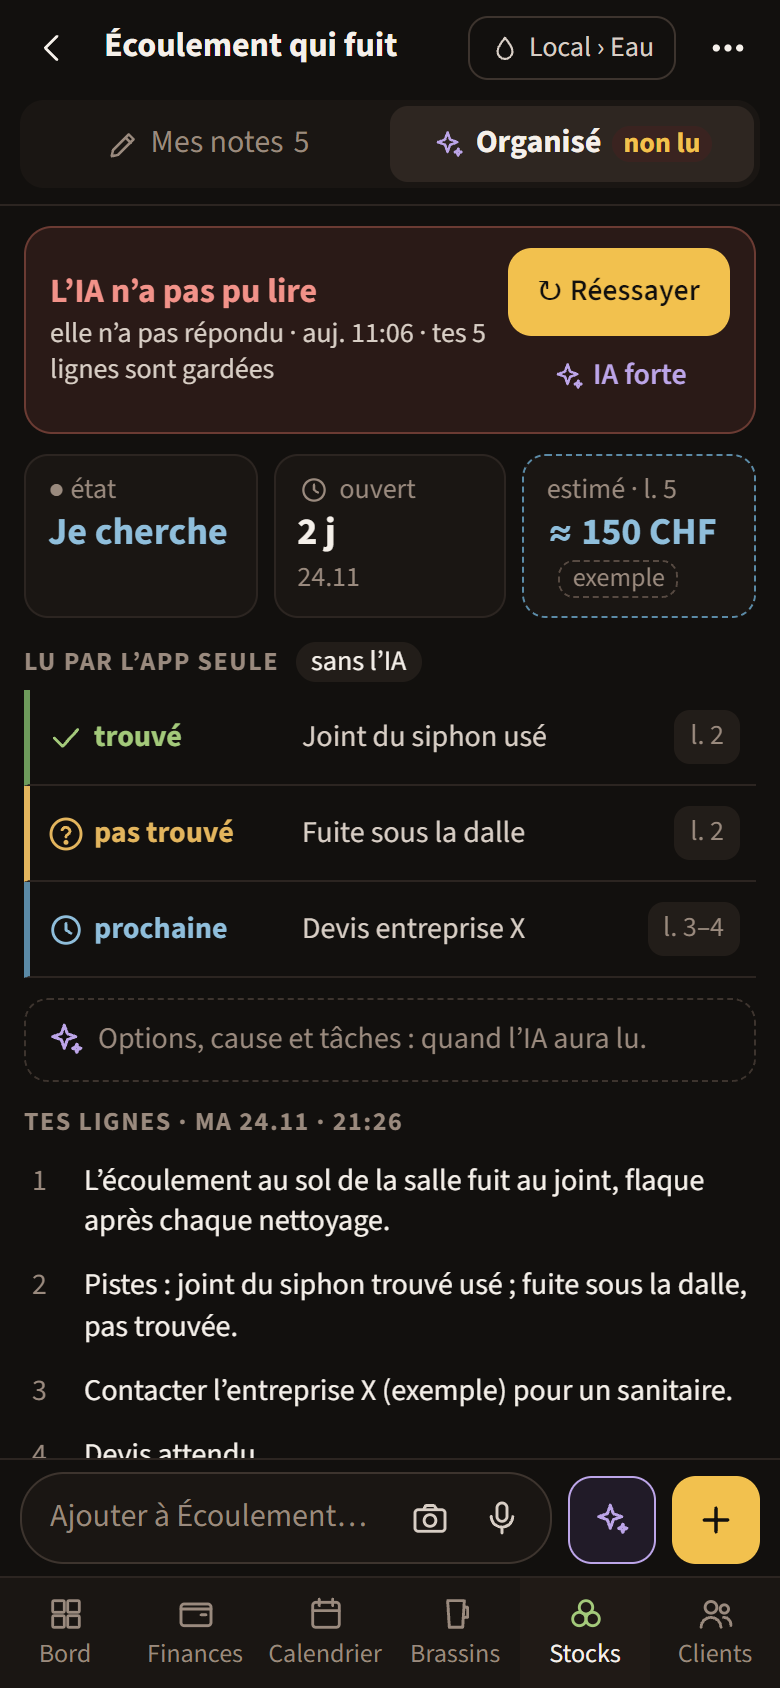 Écoulement qui fuit
Local › Eau
Mes notes 5
Organisé non lu
L’IA n’a pas pu lire
elle n’a pas répondu · auj. 11:06 · tes 5
lignes sont gardées
↻ Réessayer
IA forte
état
Je cherche
ouvert
2 j
24.11
estimé · l. 5
≈ 150 CHF
exemple
LU PAR L’APP SEULE sans l’IA
trouvé Joint du siphon usé l. 2
pas trouvé Fuite sous la dalle l. 2
prochaine Devis entreprise X l. 3–4
Options, cause et tâches : quand l’IA aura lu.
TES LIGNES · MA 24.11 · 21:26
1 L’écoulement au sol de la salle fuit au joint, flaque
après chaque nettoyage.
2 Pistes : joint du siphon trouvé usé ; fuite sous la dalle,
pas trouvée.
3 Contacter l’entreprise X (exemple) pour un sanitaire.
4 Devis attendu
Ajouter à Écoulement…
Bord Finances Calendrier Brassins Stocks Clients